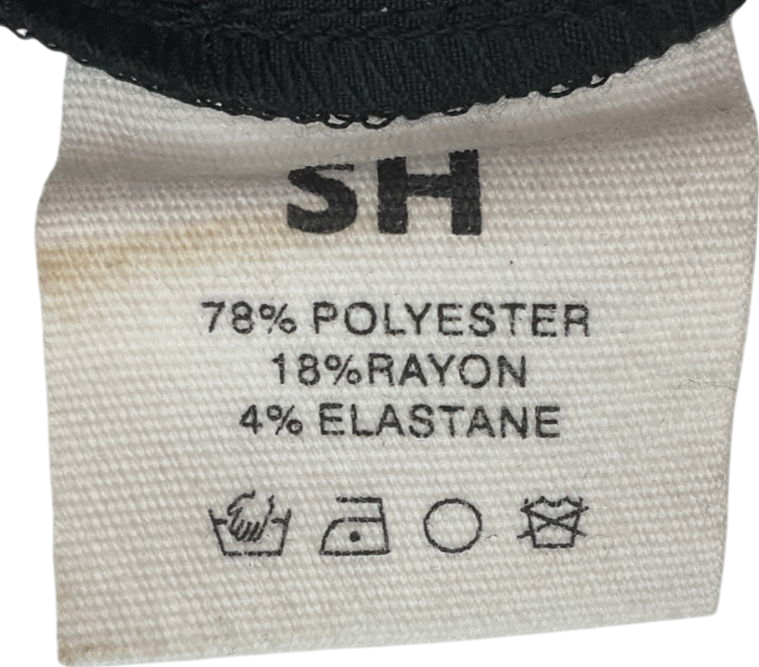 SH
78% POLYESTER
18%RAYON
4% ELASTANE